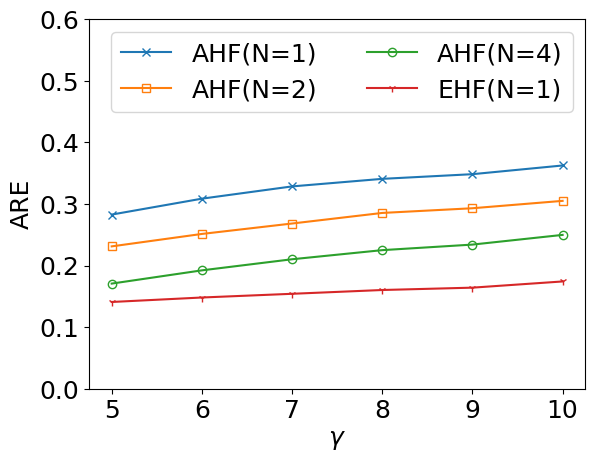 AHF(N=1)
AHF(N=2)
AHF(N=4)
EHF(N=1)
ARE
0.6
0.5
0.4
0.3
0.2
0.1
0.0
5 6 7 8 9 10
γ